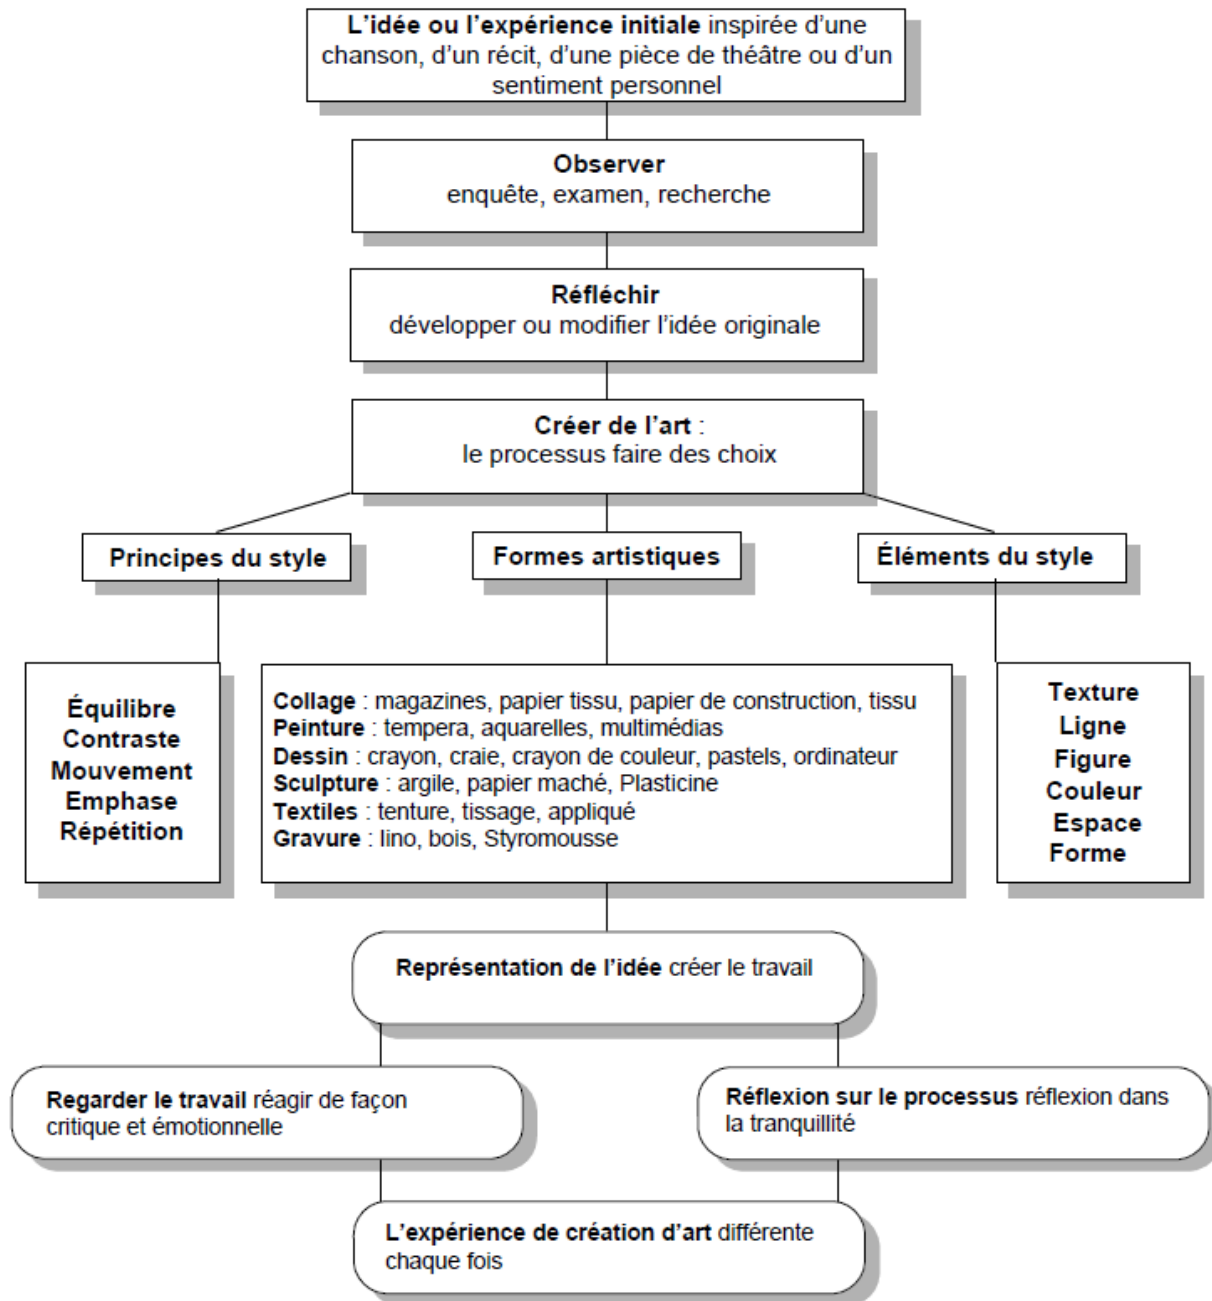 L’idée ou l’expérience initiale inspirée d’une
chanson, d’un récit, d’une pièce de théâtre ou d’un
sentiment personnel
Observer
enquête, examen, recherche
Réfléchir
développer ou modifier l’idée originale
Créer de l’art :
le processus faire des choix
Principes du style
Formes artistiques
Éléments du style
Équilibre
Contraste
Mouvement
Emphase
Répétition
Collage : magazines, papier tissu, papier de construction, tissu
Peinture : tempera, aquarelles, multimédias
Dessin : crayon, craie, crayon de couleur, pastels, ordinateur
Sculpture : argile, papier maché, Plasticine
Textiles : tenture, tissage, appliqué
Gravure : lino, bois, Styromousse
Texture
Ligne
Figure
Couleur
Espace
Forme
Représentation de l’idée créer le travail
Regarder le travail réagir de façon
critique et émotionnelle
Réflexion sur le processus réflexion dans
la tranquillité
L’expérience de création d’art différente
chaque fois